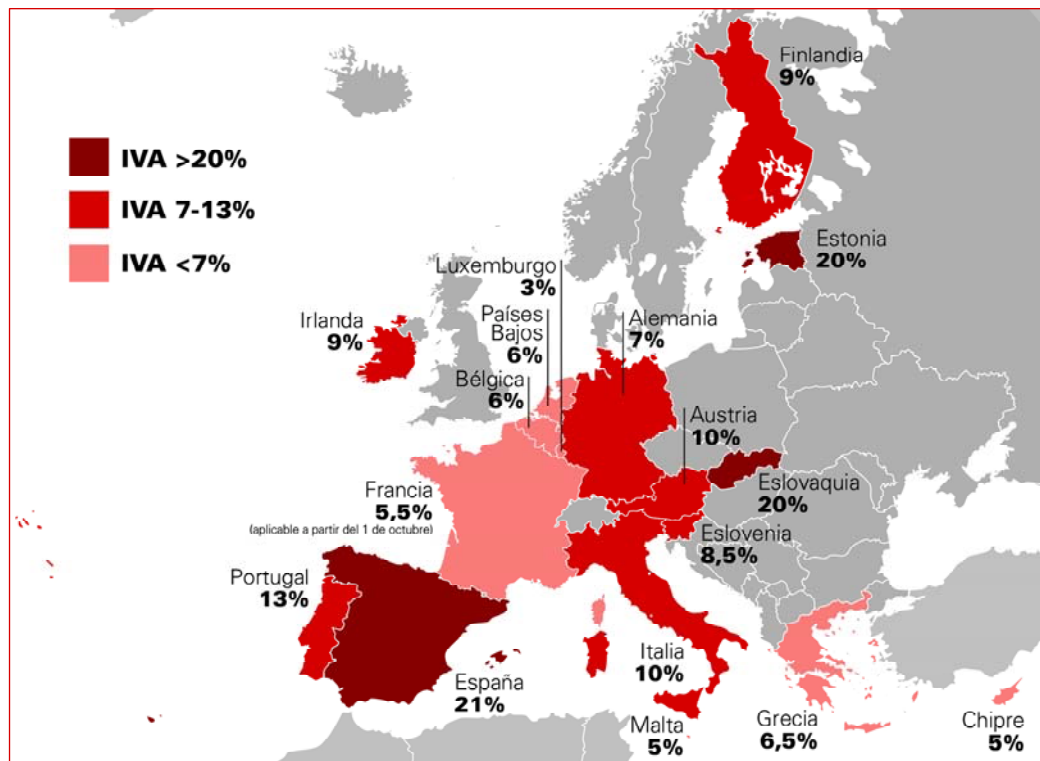 IVA >20%
IVA 7-13%
IVA <7%
Finlandia
9%
Estonia
20%
Luxemburgo
3%
Países
Bajos
6%
Alemania
7%
Irlanda
9%
Bélgica
6%
Austria
10%
Francia
5,5%
(aplicable a partir del 1 de octubre)
Eslovaquia
20%
Eslovenia
8,5%
Portugal
13%
España
21%
Italia
10%
Malta
5%
Grecia
6,5%
Chipre
5%